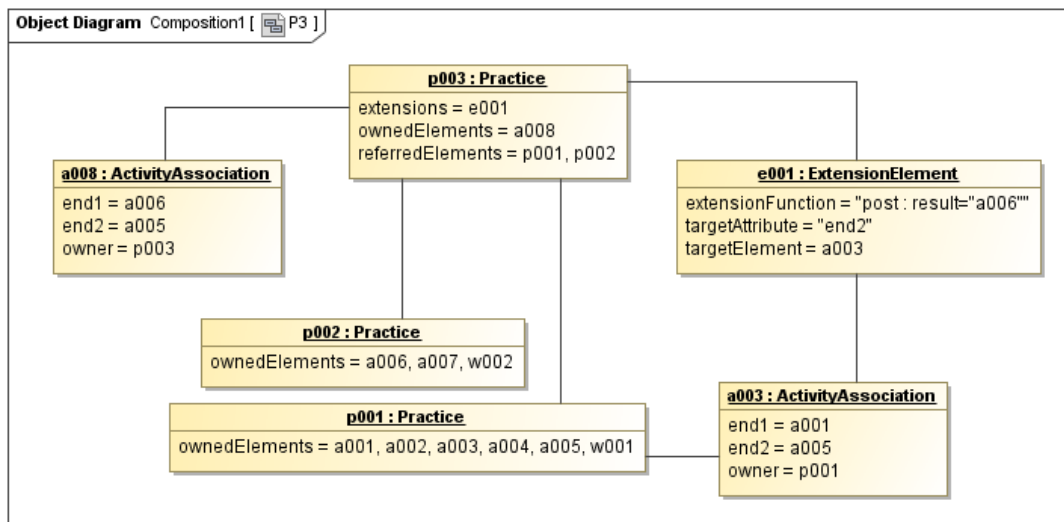 Object Diagram Composition1 [ P3 ]
p003 : Practice
extensions = e001
ownedElements = a008
referredElements = p001, p002
a008 : ActivityAssociation
end1 = a006
end2 = a005
owner = p003
e001 : ExtensionElement
extensionFunction = "post : result="a006""
targetAttribute = "end2"
targetElement = a003
p002 : Practice
ownedElements = a006, a007, w002
p001 : Practice
ownedElements = a001, a002, a003, a004, a005, w001
a003 : ActivityAssociation
end1 = a001
end2 = a005
owner = p001